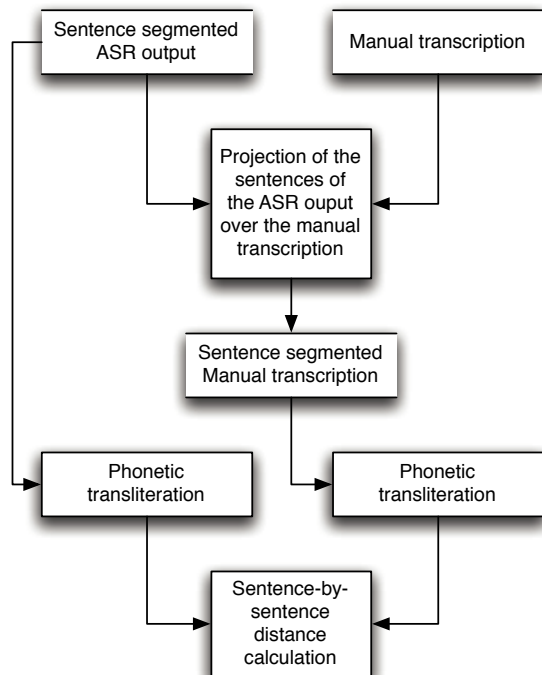 Sentence segmented
ASR output
Manual transcription
Projection of the
sentences of
the ASR ouput
over the manual
transcription
Sentence segmented
Manual transcription
Phonetic
transliteration
Phonetic
transliteration
Sentence-by-
sentence
distance
calculation